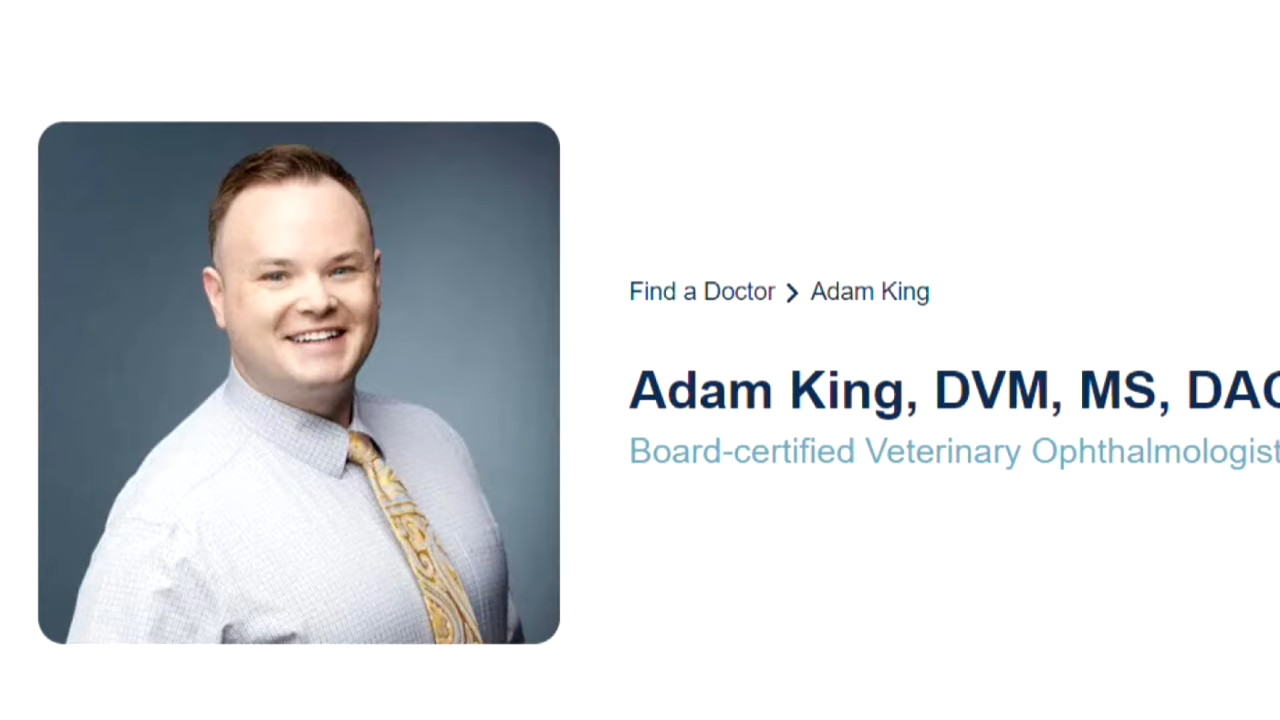 Find a Doctor > Adam King
Adam King, DVM, MS,
Board-certified Veterinary Ophthalmologist